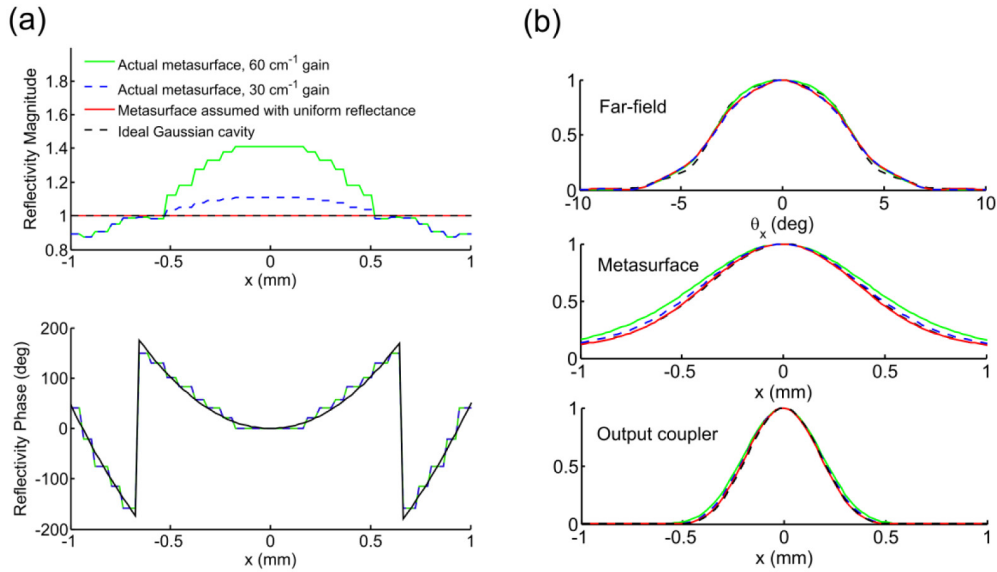 (a)
Reflectivity Magnitude
1.8
1.6
1.4
1.2
1
0.8
Actual metasurface, 60 cm⁻¹ gain
Actual metasurface, 30 cm⁻¹ gain
Metasurface assumed with uniform reflectance
Ideal Gaussian cavity
-1 -0.5 0 0.5 1
x (mm)
Reflectivity Phase (deg)
200
100
0
-100
-200
-1 -0.5 0 0.5 1
x (mm)
(b)
Far-field
1
0.5
0
-10 -5 0 5 10
θx (deg)
Metasurface
1
0.5
0
-1 -0.5 0 0.5 1
x (mm)
Output coupler
1
0.5
0
-1 -0.5 0 0.5 1
x (mm)